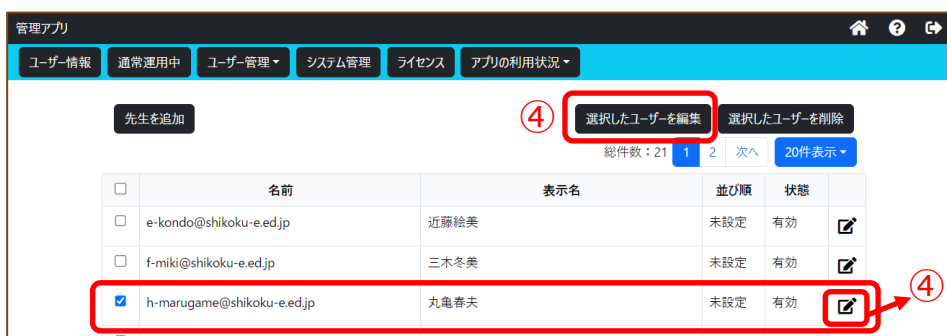 管理アプリ
ユーザー情報 通常運用中 ユーザー管理 システム管理 ライセンス アプリの利用状況
先生を追加 ④ 選択したユーザーを編集 選択したユーザーを削除
総件数：21 1 2 次へ 20件表示
名前 表示名 並び順 状態
e-kondo@shikoku-e.ed.jp 近藤絵美 未設定 有効
f-miki@shikoku-e.ed.jp 三木冬美 未設定 有効
h-marugame@shikoku-e.ed.jp 丸亀春夫 未設定 有効 ④